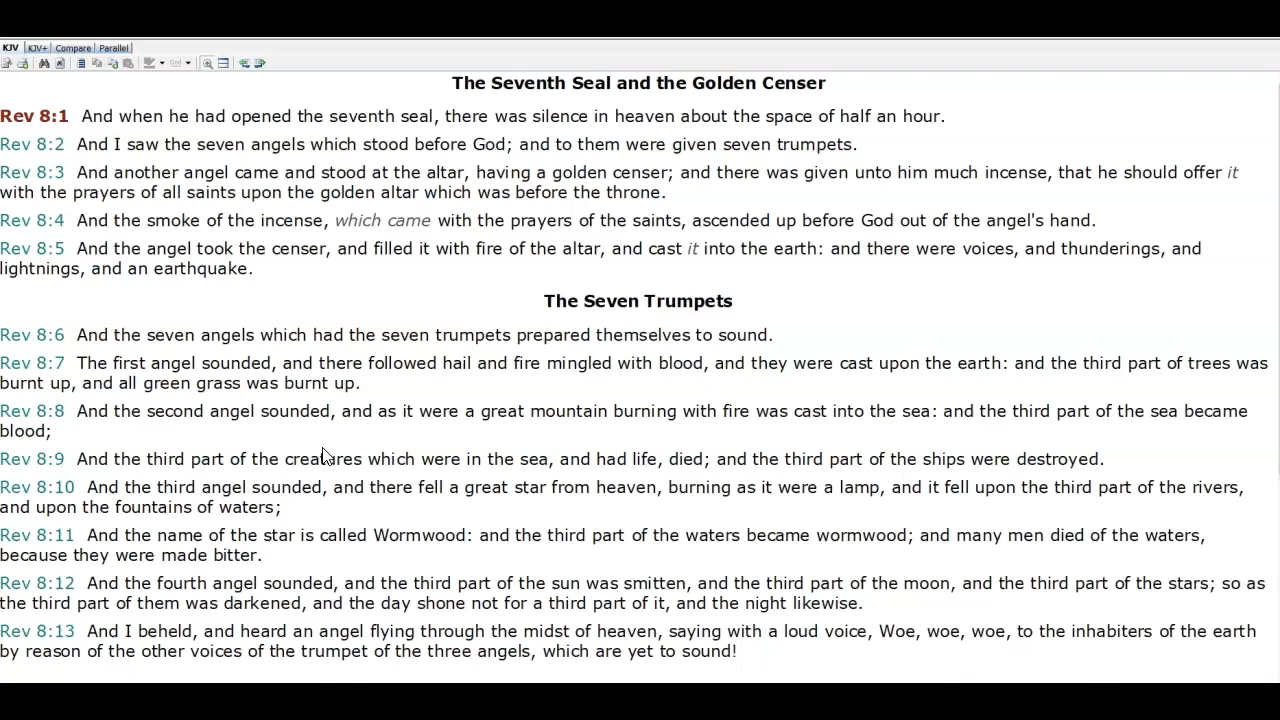 KJV KJV+ Compare Parallel
The Seventh Seal and the Golden Censer
Rev 8:1 And when he had opened the seventh seal, there was silence in heaven about the space of half an hour.
Rev 8:2 And I saw the seven angels which stood before God; and to them were given seven trumpets.
Rev 8:3 And another angel came and stood at the altar, having a golden censer; and there was given unto him much incense, that he should offer it
with the prayers of all saints upon the golden altar which was before the throne.
Rev 8:4 And the smoke of the incense, which came with the prayers of the saints, ascended up before God out of the angel's hand.
Rev 8:5 And the angel took the censer, and filled it with fire of the altar, and cast it into the earth: and there were voices, and thunderings, and
lightnings, and an earthquake.
The Seven Trumpets
Rev 8:6 And the seven angels which had the seven trumpets prepared themselves to sound.
Rev 8:7 The first angel sounded, and there followed hail and fire mingled with blood, and they were cast upon the earth: and the third part of trees was
burnt up, and all green grass was burnt up.
Rev 8:8 And the second angel sounded, and as it were a great mountain burning with fire was cast into the sea: and the third part of the sea became
blood;
Rev 8:9 And the third part of the creatures which were in the sea, and had life, died; and the third part of the ships were destroyed.
Rev 8:10 And the third angel sounded, and there fell a great star from heaven, burning as it were a lamp, and it fell upon the third part of the rivers,
and upon the fountains of waters;
Rev 8:11 And the name of the star is called Wormwood: and the third part of the waters became wormwood; and many men died of the waters,
because they were made bitter.
Rev 8:12 And the fourth angel sounded, and the third part of the sun was smitten, and the third part of the moon, and the third part of the stars; so as
the third part of them was darkened, and the day shone not for a third part of it, and the night likewise.
Rev 8:13 And I beheld, and heard an angel flying through the midst of heaven, saying with a loud voice, Woe, woe, woe, to the inhabiters of the earth
by reason of the other voices of the trumpet of the three angels, which are yet to sound!